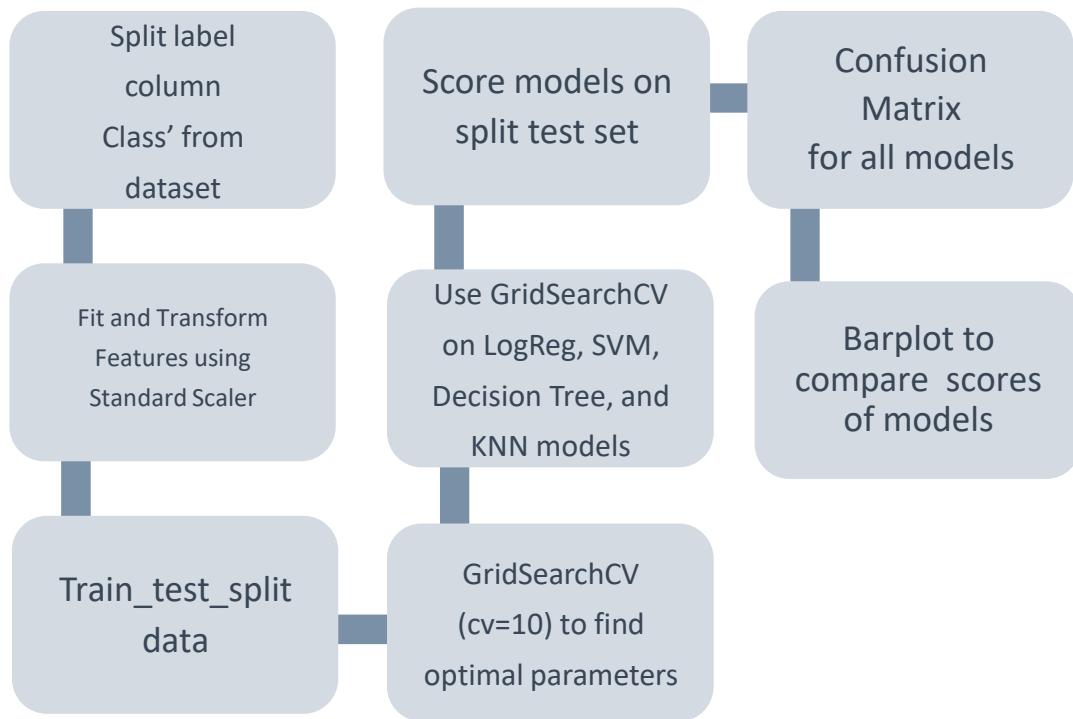 Split label
column
Class’ from
dataset
Fit and Transform
Features using
Standard Scaler
Train_test_split
data
GridSearchCV
(cv=10) to find
optimal parameters
Use GridSearchCV
on LogReg, SVM,
Decision Tree, and
KNN models
Score models on
split test set
Confusion
Matrix
for all models
Barplot to
compare scores
of models